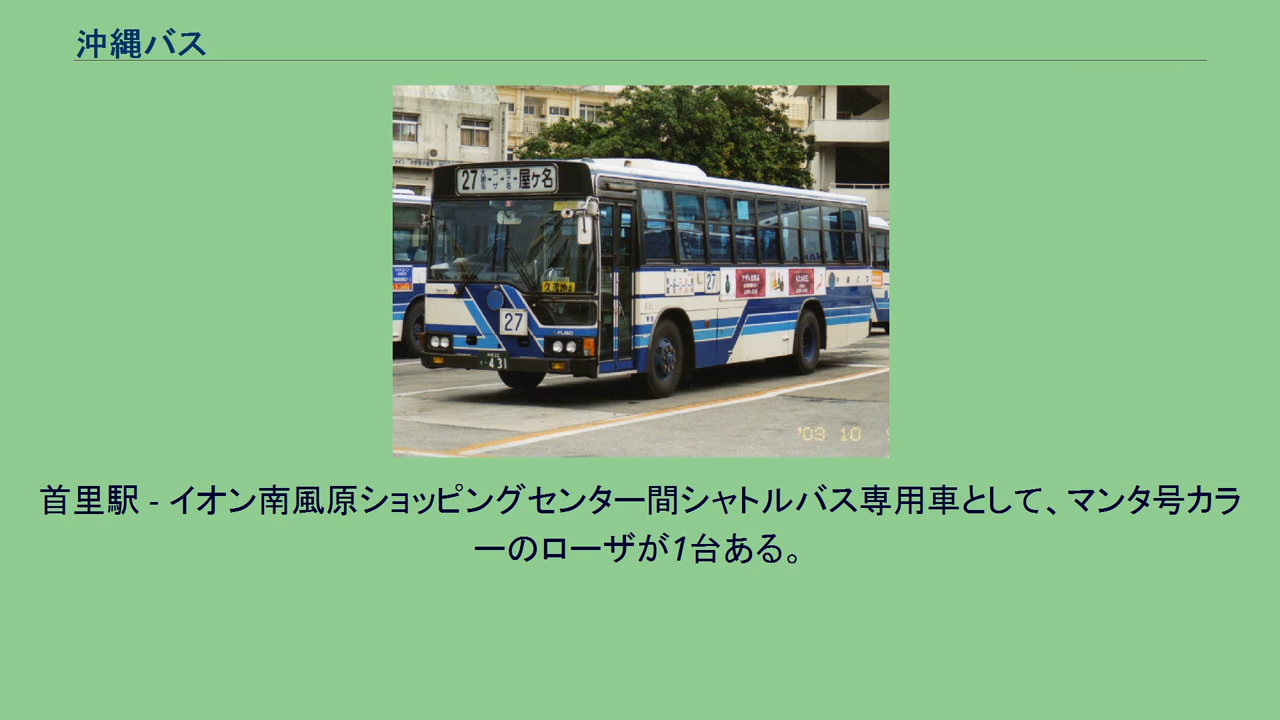 沖縄バス
27 屋ケ名
27
27
FUSO
431
'03 10
首里駅 - イオン南風原ショッピングセンター間シャトルバス専用車として、マンタ号カラ
ーのローザが1台ある。